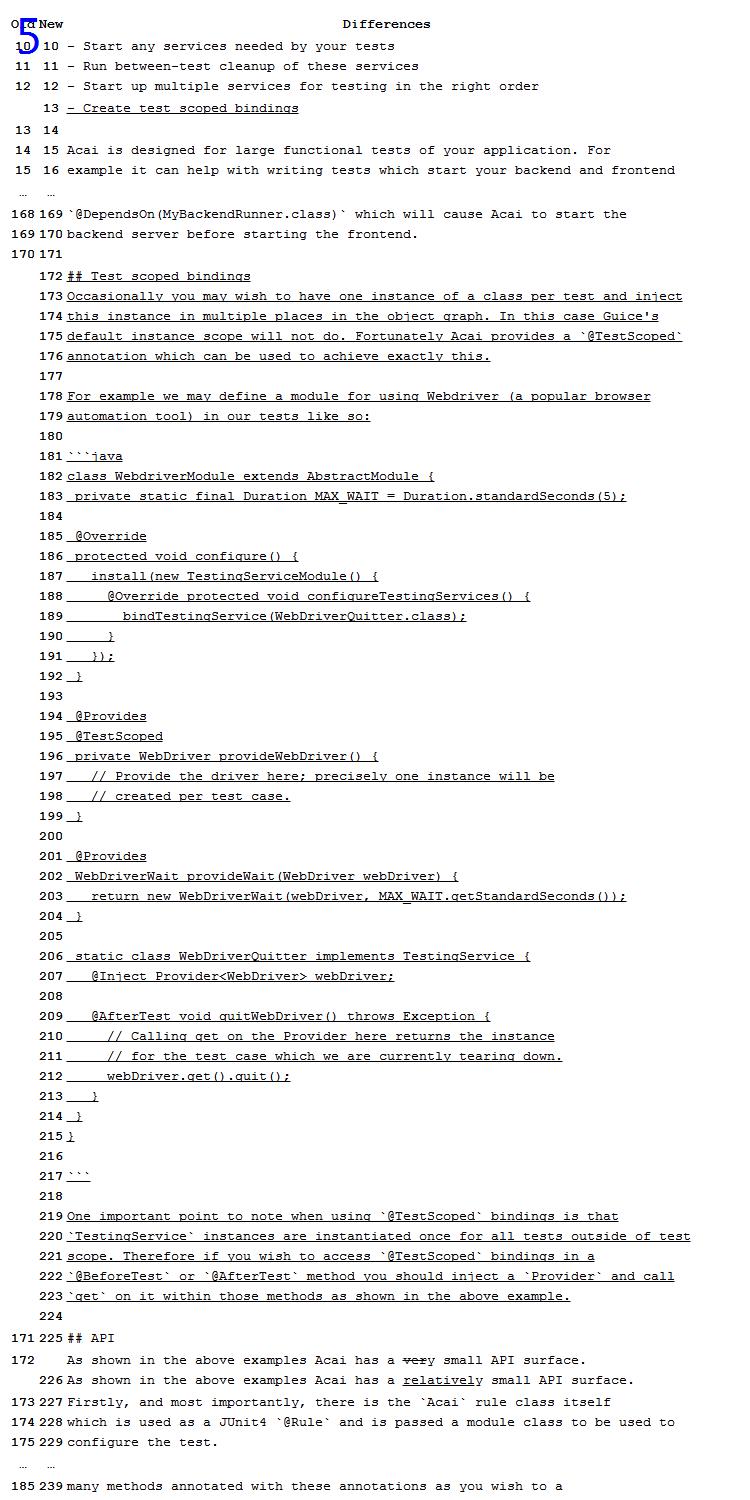 Old New Differences
5
10 10 - Start any services needed by your tests
11 11 - Run between-test cleanup of these services
12 12 - Start up multiple services for testing in the right order
13 - Create test scoped bindings
13 14
14 15 Acai is designed for large functional tests of your application. For
15 16 example it can help with writing tests which start your backend and frontend
… …
168 169 `@DependsOn(MyBackendRunner.class)` which will cause Acai to start the
169 170 backend server before starting the frontend.
170 171
172 ## Test scoped bindings
173 Occasionally you may wish to have one instance of a class per test and inject
174 this instance in multiple places in the object graph. In this case Guice's
175 default instance scope will not do. Fortunately Acai provides a `@TestScoped`
176 annotation which can be used to achieve exactly this.
177
178 For example we may define a module for using Webdriver (a popular browser
179 automation tool) in our tests like so:
180
181 ```java
182 class WebdriverModule extends AbstractModule {
183  private static final Duration MAX_WAIT = Duration.standardSeconds(5);
184
185  @Override
186  protected void configure() {
187    install(new TestingServiceModule() {
188      @Override protected void configureTestingServices() {
189        bindTestingService(WebDriverQuitter.class);
190      }
191    });
192  }
193
194  @Provides
195  @TestScoped
196  private WebDriver provideWebDriver() {
197    // Provide the driver here; precisely one instance will be
198    // created per test case.
199  }
200
201  @Provides
202  WebDriverWait provideWait(WebDriver webDriver) {
203    return new WebDriverWait(webDriver, MAX_WAIT.getStandardSeconds());
204  }
205
206  static class WebDriverQuitter implements TestingService {
207    @Inject Provider<WebDriver> webDriver;
208
209    @AfterTest void quitWebDriver() throws Exception {
210      // Calling get on the Provider here returns the instance
211      // for the test case which we are currently tearing down.
212      webDriver.get().quit();
213    }
214  }
215 }
216
217 ```
218
219 One important point to note when using `@TestScoped` bindings is that
220 `TestingService` instances are instantiated once for all tests outside of test
221 scope. Therefore if you wish to access `@TestScoped` bindings in a
222 `@BeforeTest` or `@AfterTest` method you should inject a `Provider` and call
223 `get` on it within those methods as shown in the above example.
224
171 225 ## API
172 As shown in the above examples Acai has a very small API surface.
226 As shown in the above examples Acai has a relatively small API surface.
173 227 Firstly, and most importantly, there is the `Acai` rule class itself
174 228 which is used as a JUnit4 `@Rule` and is passed a module class to be used to
175 229 configure the test.
… …
185 239 many methods annotated with these annotations as you wish to a